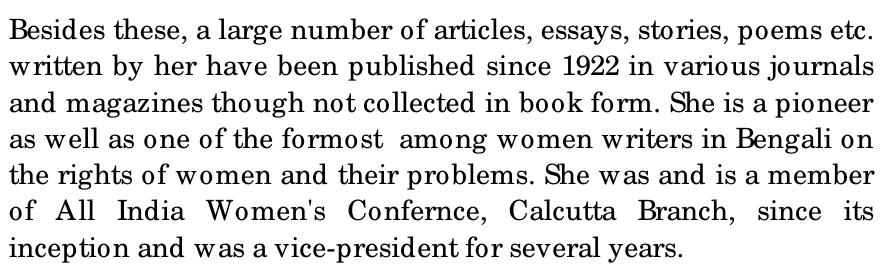 Besides these, a large number of articles, essays, stories, poems etc.
written by her have been published since 1922 in various journals
and magazines though not collected in book form. She is a pioneer
as well as one of the formost among women writers in Bengali on
the rights of women and their problems. She was and is a member
of All India Women's Confernce, Calcutta Branch, since its
inception and was a vice-president for several years.